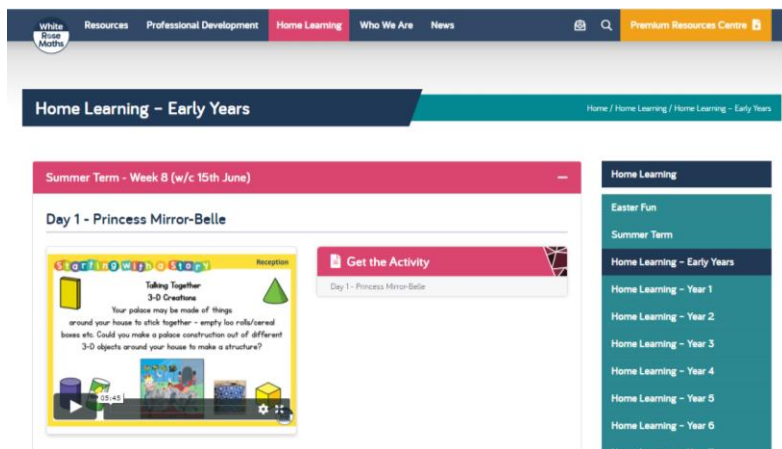 White
Rose
Maths
Resources
Professional Development
Home Learning
Who We Are
News
Premium Resources Centre
Home Learning – Early Years
Home / Home Learning / Home Learning – Early Years
Summer Term - Week 8 (w/c 15th June)
Day 1 - Princess Mirror-Belle
Starting with a Story
Reception
Talking Together
3-D Creations
Your palace may be made of things
around your house to stick together - empty loo rolls/cereal
boxes etc. Could you make a palace construction out of different
3-D objects around your house to make a structure?
05:45
Get the Activity
Day 1 - Princess Mirror-Belle
Home Learning
Easter Fun
Summer Term
Home Learning – Early Years
Home Learning – Year 1
Home Learning – Year 2
Home Learning – Year 3
Home Learning – Year 4
Home Learning – Year 5
Home Learning – Year 6